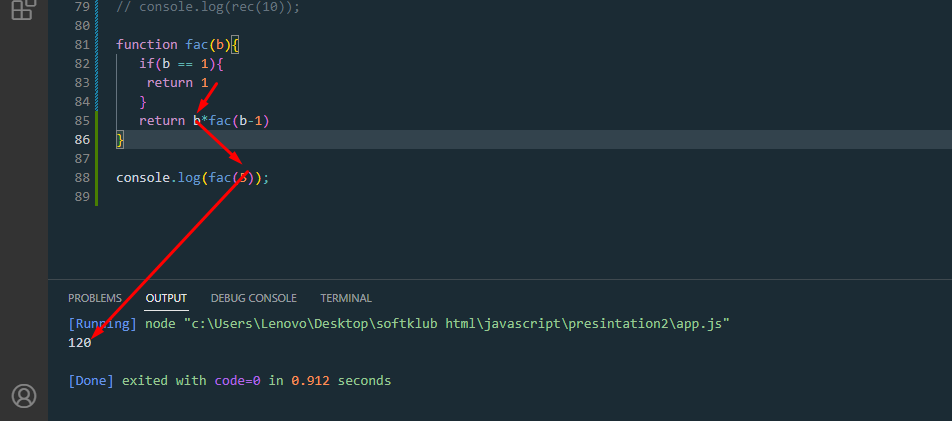 79 // console.log(rec(10));
80
81 function fac(b){
82 if(b == 1){
83 return 1
84 }
85 return b*fac(b-1)
86 }
87
88 console.log(fac(5));
89
PROBLEMS OUTPUT DEBUG CONSOLE TERMINAL
[Running] node "c:\Users\Lenovo\Desktop\softklub html\javascript\presintation2\app.js"
120
[Done] exited with code=0 in 0.912 seconds